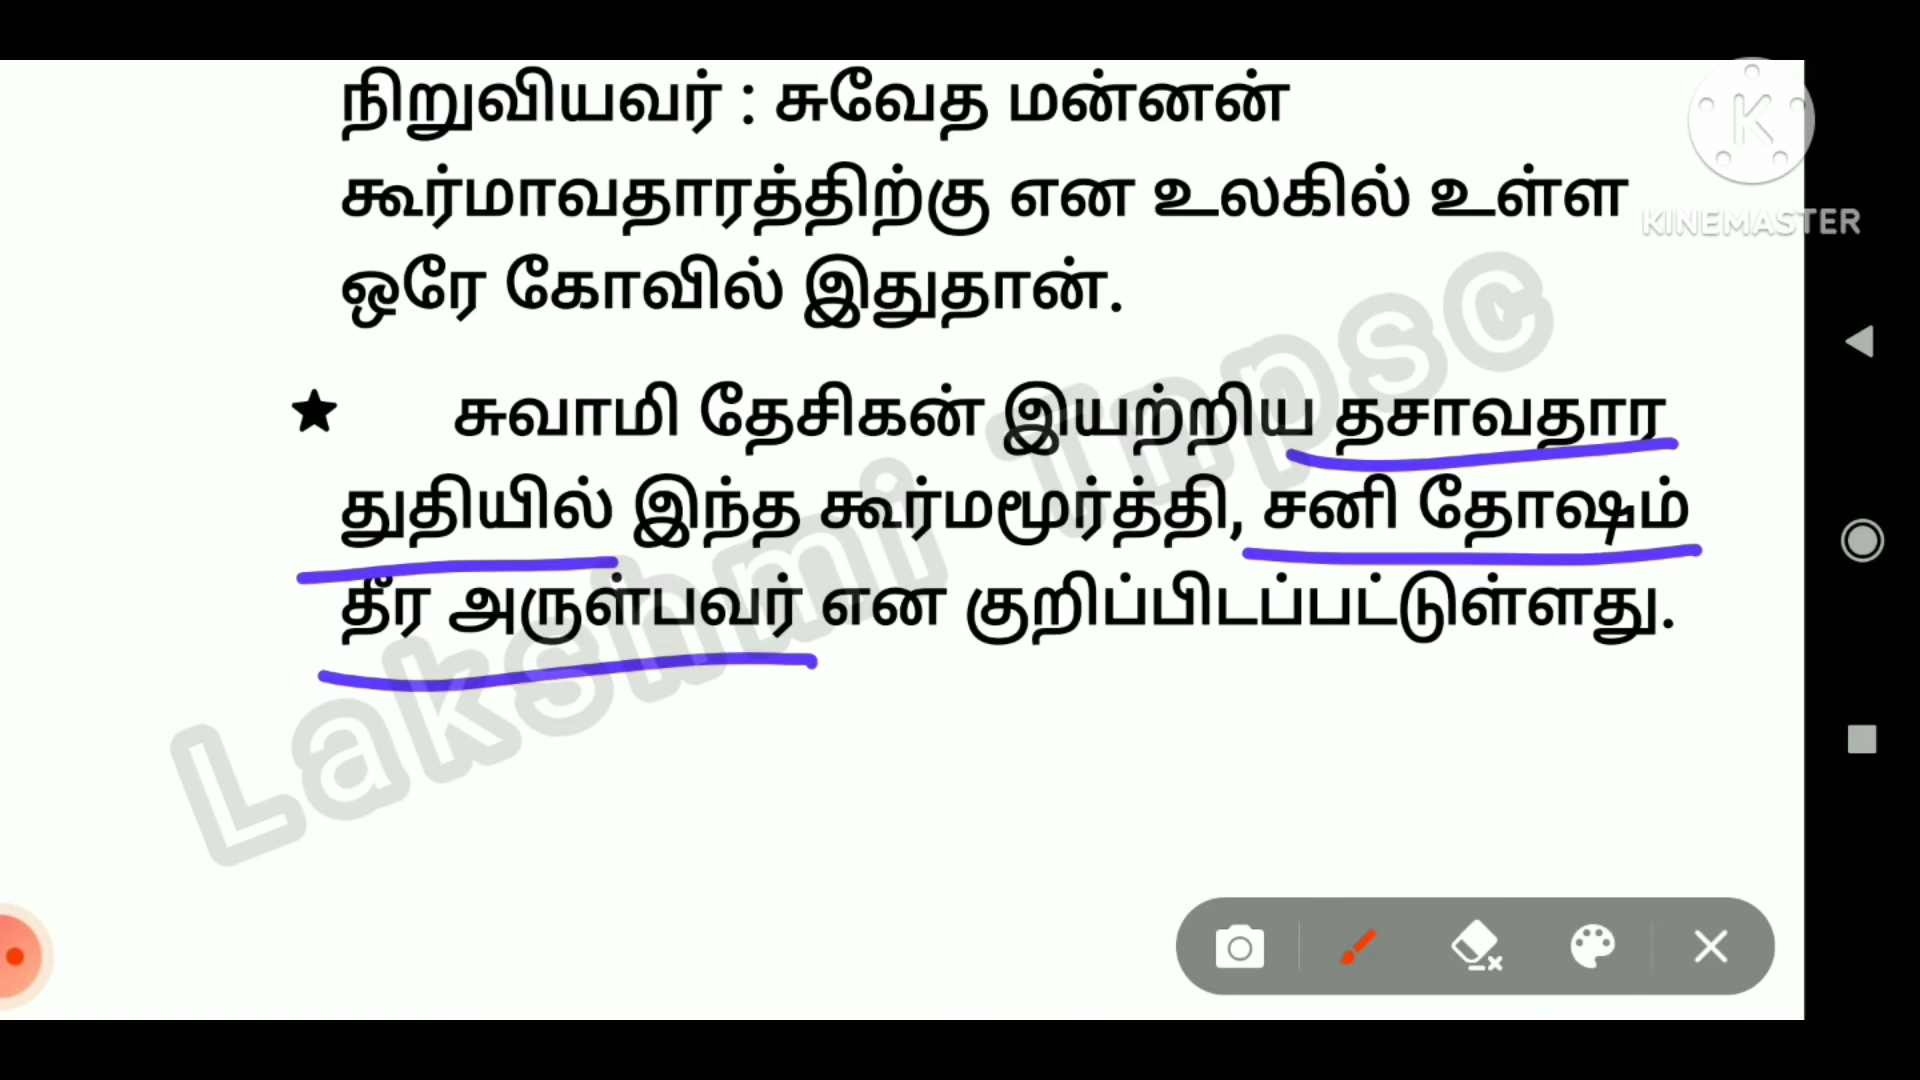 நிறுவியவர் : சுவேத மன்னன்
கூர்மாவதாரத்திற்கு என உலகில் உள்ள
ஒரே கோவில் இதுதான்.
★ சுவாமி தேசிகன் இயற்றிய தசாவதார
துதியில் இந்த கூர்மமூர்த்தி, சனி தோஷம்
தீர அருள்பவர் என குறிப்பிடப்பட்டுள்ளது.
Lakshmi Tnpsc
K
KINEMASTER